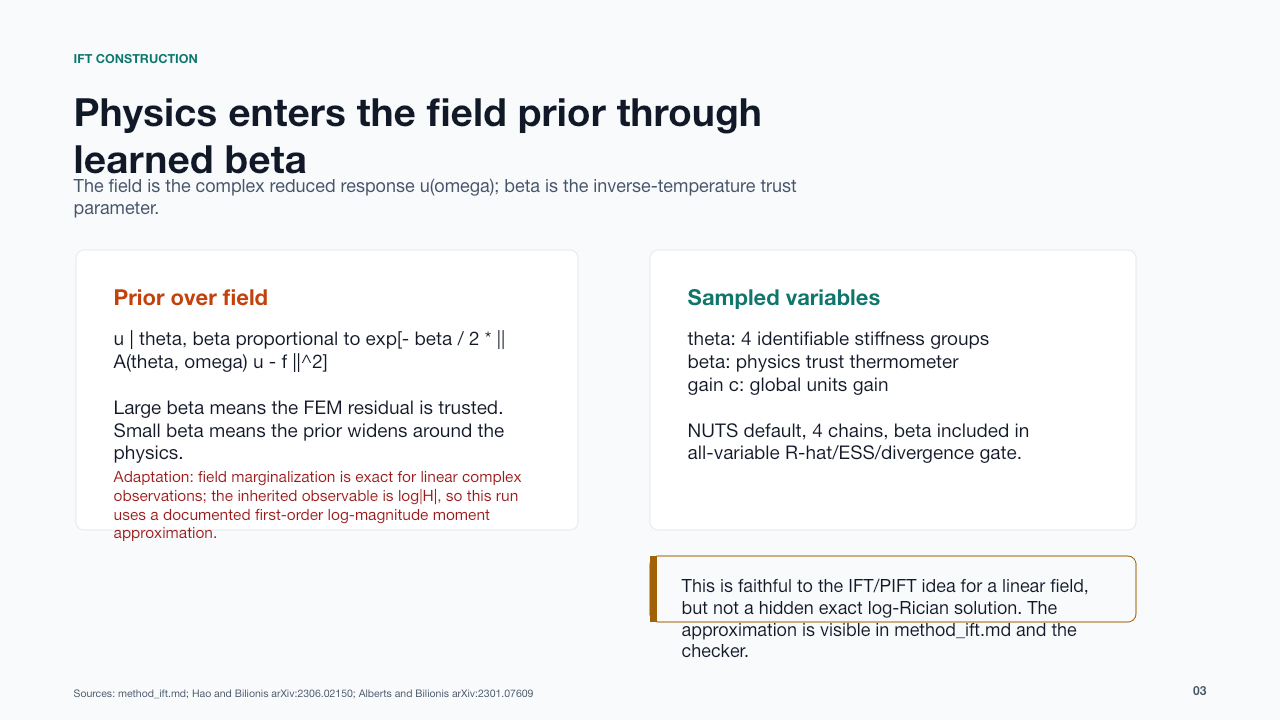 IFT CONSTRUCTION
Physics enters the field prior through
learned beta
The field is the complex reduced response u(omega); beta is the inverse-temperature trust
parameter.
Prior over field
u | theta, beta proportional to exp[- beta / 2 * ||
A(theta, omega) u - f ||^2]
Large beta means the FEM residual is trusted.
Small beta means the prior widens around the
physics.
Adaptation: field marginalization is exact for linear complex
observations; the inherited observable is log|H|, so this run
uses a documented first-order log-magnitude moment
approximation.
Sampled variables
theta: 4 identifiable stiffness groups
beta: physics trust thermometer
gain c: global units gain
NUTS default, 4 chains, beta included in
all-variable R-hat/ESS/divergence gate.
This is faithful to the IFT/PIFT idea for a linear field,
but not a hidden exact log-Rician solution. The
approximation is visible in method_ift.md and the
checker.
Sources: method_ift.md; Hao and Bilionis arXiv:2306.02150; Alberts and Bilionis arXiv:2301.07609
03